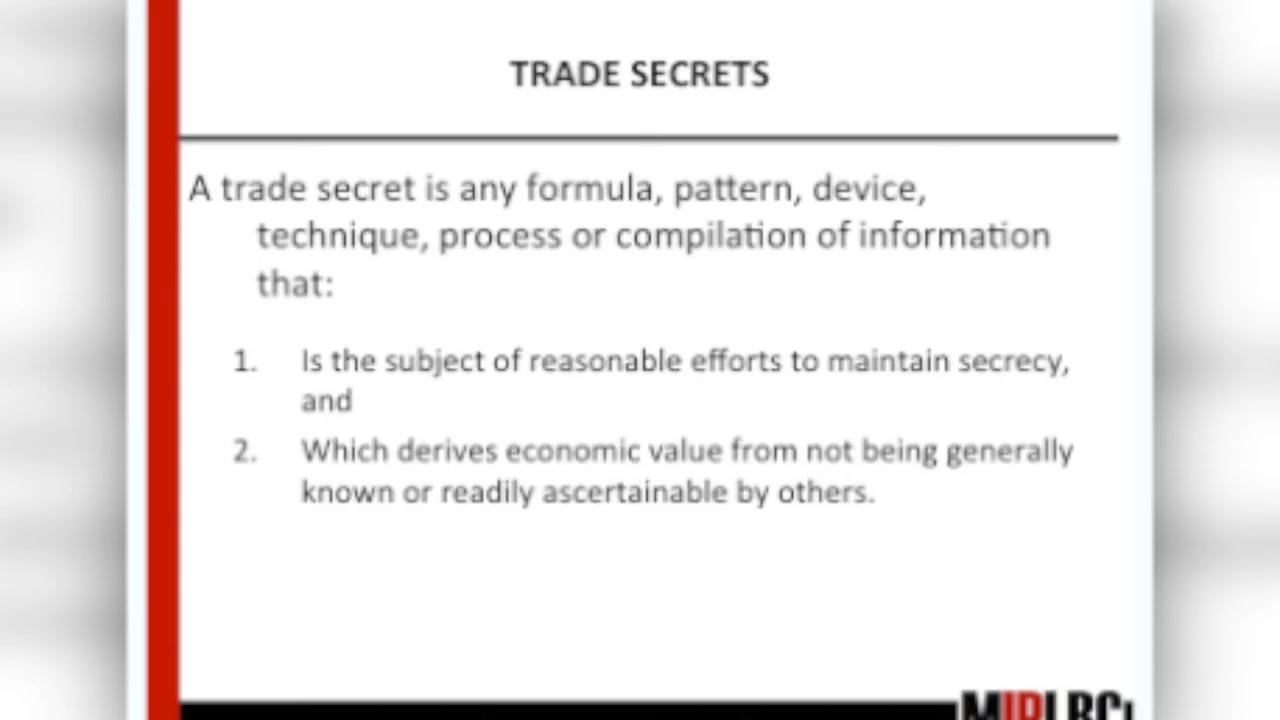 TRADE SECRETS
A trade secret is any formula, pattern, device,
technique, process or compilation of information
that:
1. Is the subject of reasonable efforts to maintain secrecy,
and
2. Which derives economic value from not being generally
known or readily ascertainable by others.